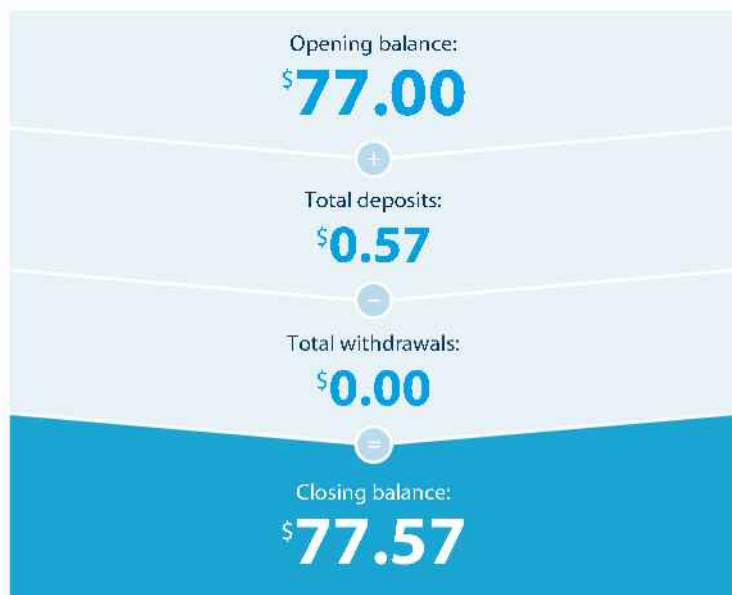 Opening balance:
$77.00
+
Total deposits:
$0.57
−
Total withdrawals:
$0.00
=
Closing balance:
$77.57